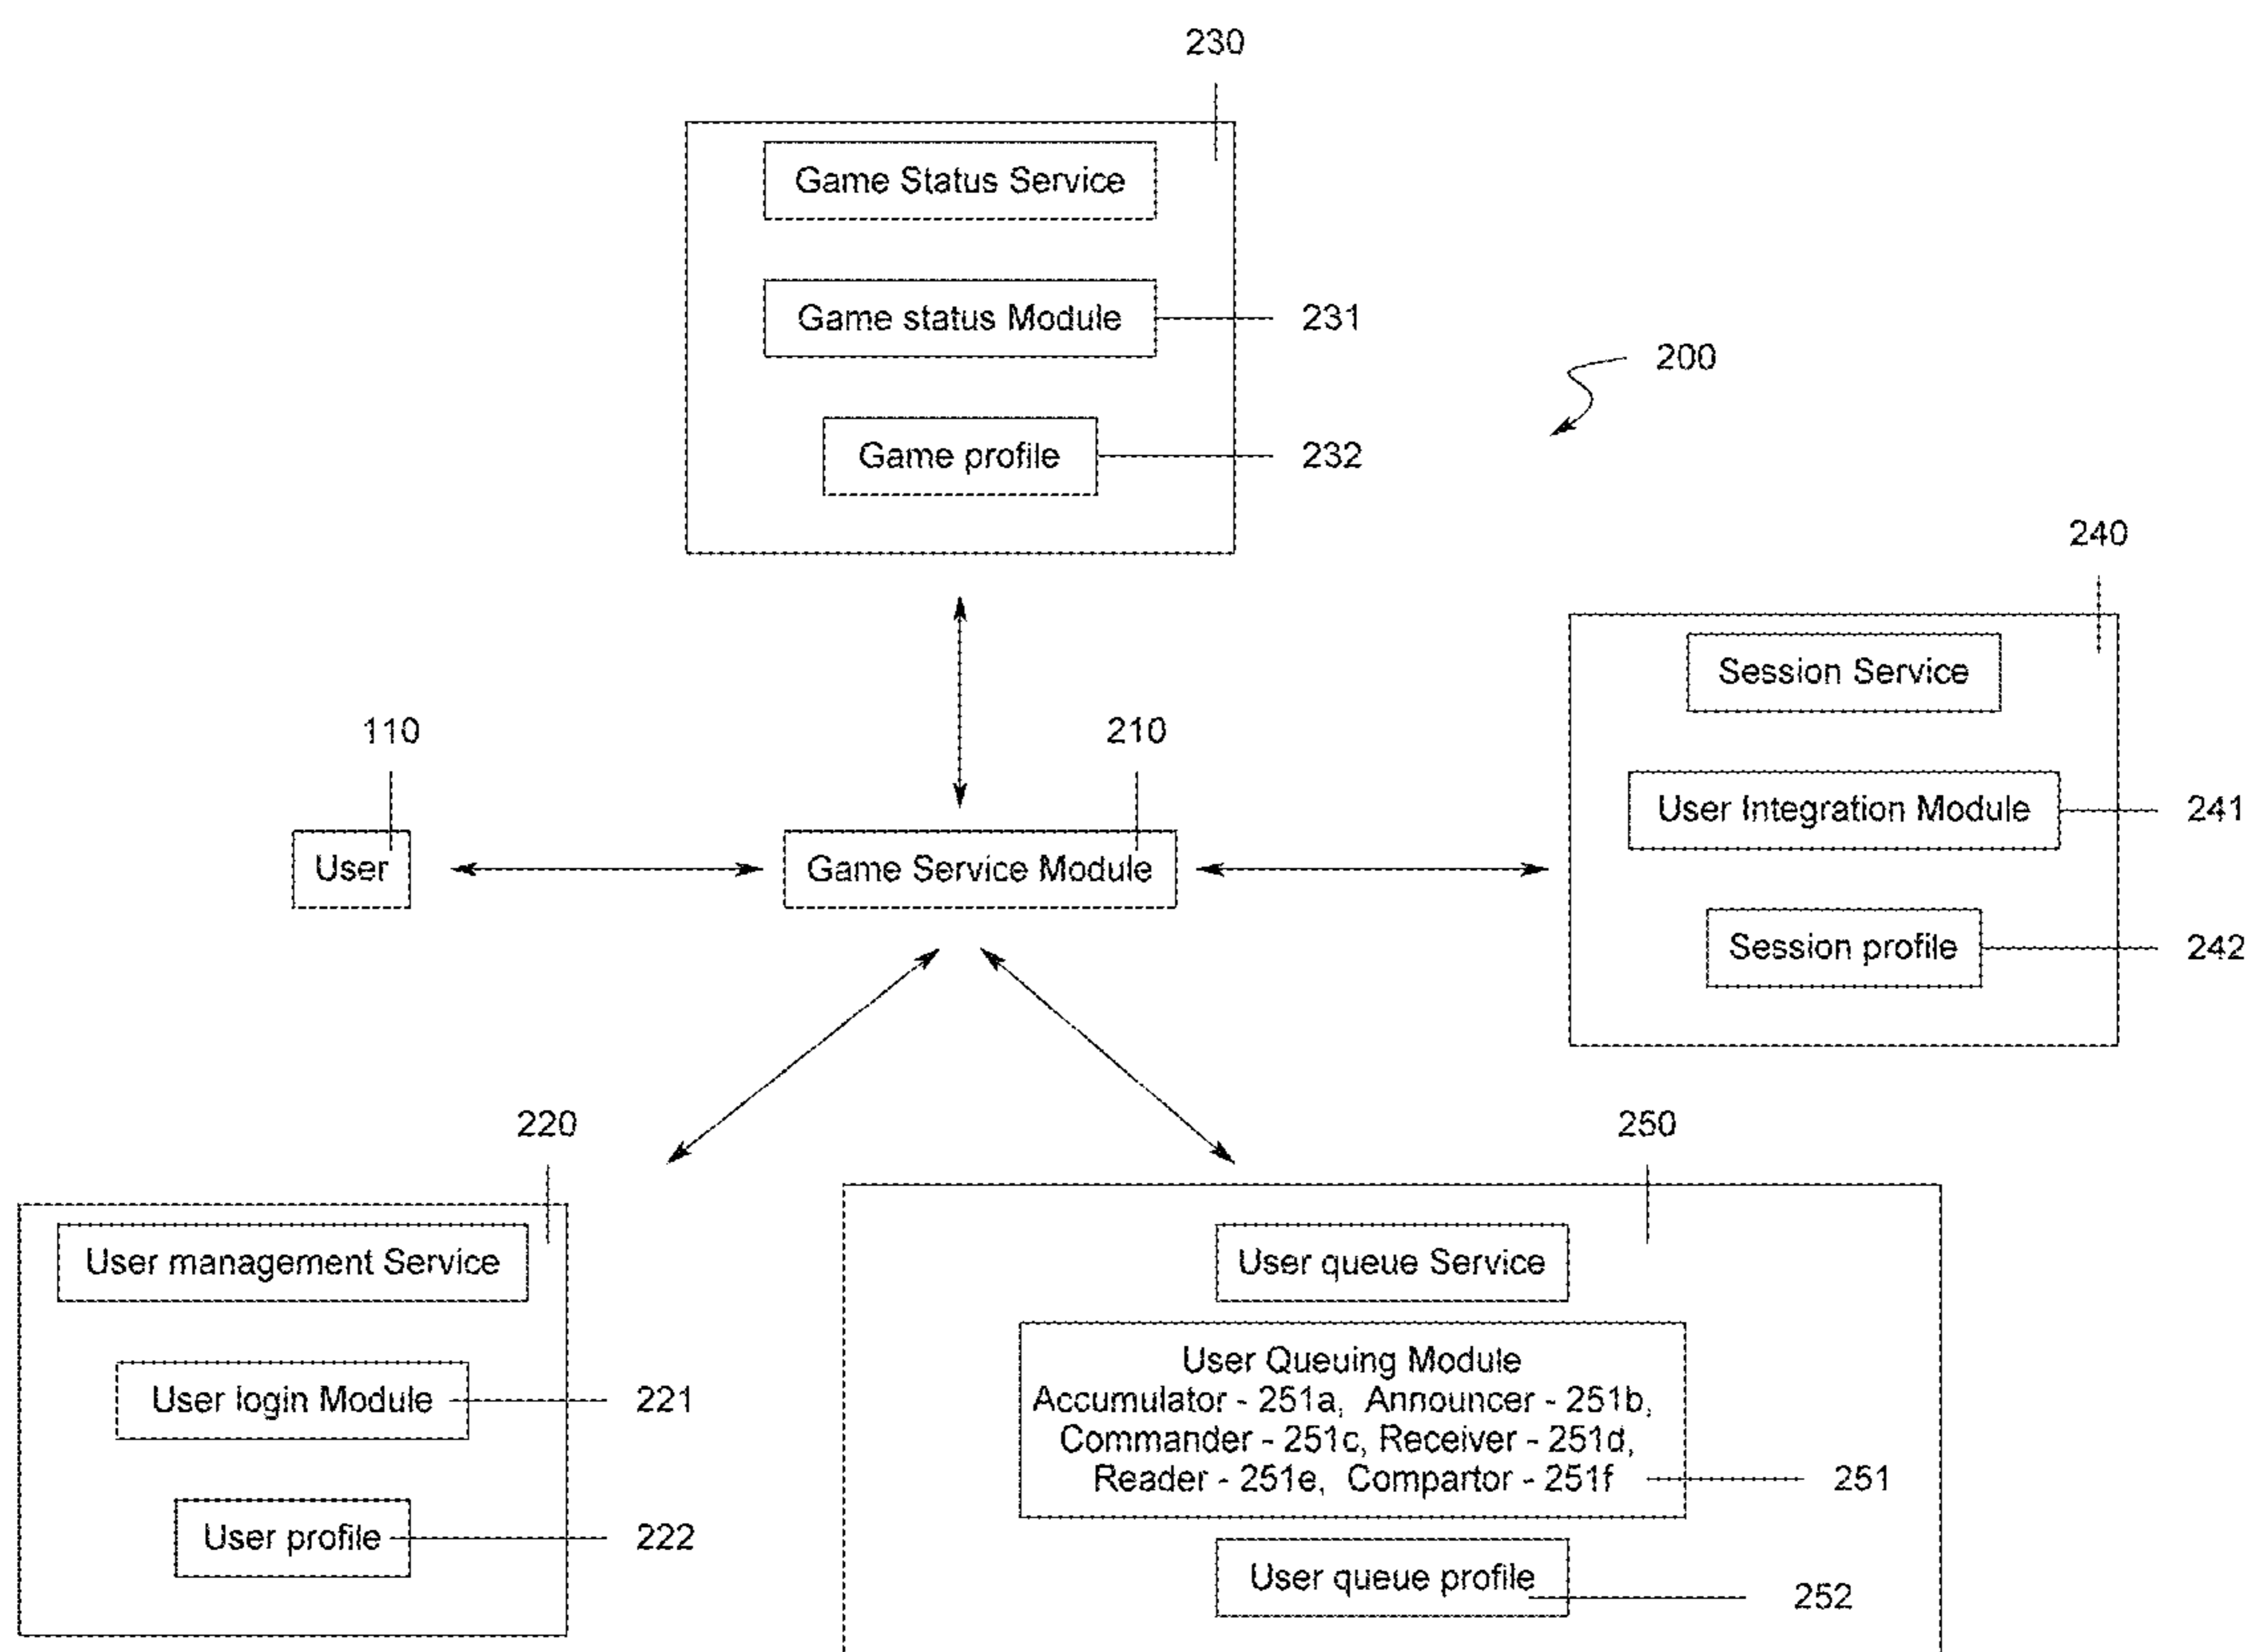 230
Game Status Service
Game status Module
231
200
Game profile
232
240
Session Service
110
210
User Integration Module
241
User
Game Service Module
Session profile
242
220
250
User management Service
User queue Service
User login Module
221
User Queuing Module
Accumulator - 251a, Announcer - 251b,
Commander - 251c, Receiver - 251d,
Reader - 251e, Compartor - 251f
251
User profile
222
User queue profile
252